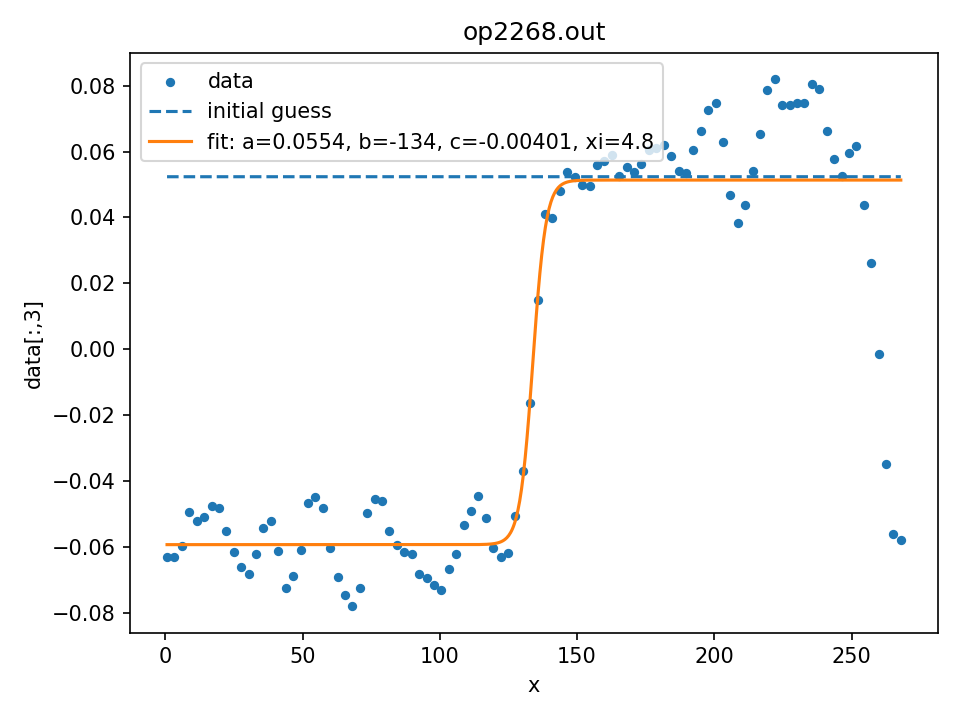 op2268.out
data
initial guess
fit: a=0.0554, b=-134, c=-0.00401, xi=4.8
data[:,3]
0.08
0.06
0.04
0.02
0.00
−0.02
−0.04
−0.06
−0.08
0 50 100 150 200 250
x